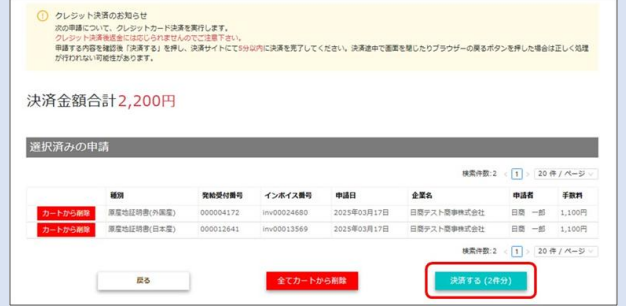 クレジット決済のお知らせ
次の申請について、クレジットカード決済を実行します。
クレジット決済後返金には応じられませんのでご注意下さい。
申請する内容を確認後「決済する」を押し、決済サイトにて5分以内に決済を完了してください。決済途中で画面を閉じたりブラウザーの戻るボタンを押した場合は正しく処理
が行われない可能性があります。
決済金額合計2,200円
選択済みの申請
検索件数:2 < 1 > 20 件 / ページ
種別 発給受付番号 インボイス番号 申請日 企業名 申請者 手数料
カートから削除 原産地証明書(外国産) 000004172 inv00024680 2025年03月17日 日商テスト商事株式会社 日商 一郎 1,100円
カートから削除 原産地証明書(日本産) 000012641 inv00013569 2025年03月17日 日商テスト商事株式会社 日商 一郎 1,100円
検索件数:2 < 1 > 20 件 / ページ
戻る 全てカートから削除 決済する (2件分)